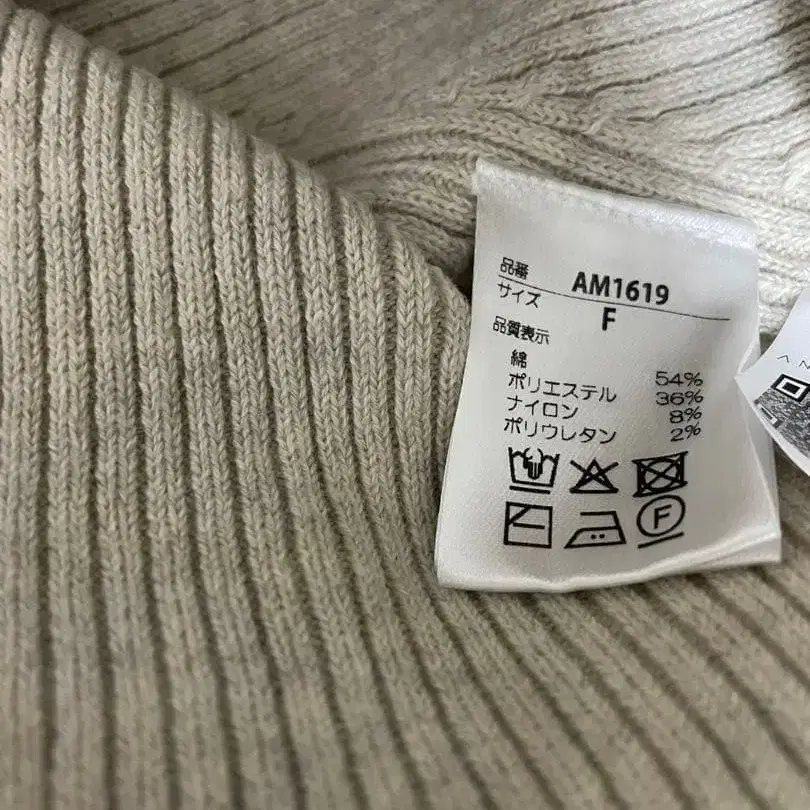 品番 AM1619
サイズ F
品質表示
綿 54%
ポリエステル 36%
ナイロン 8%
ポリウレタン 2%
F